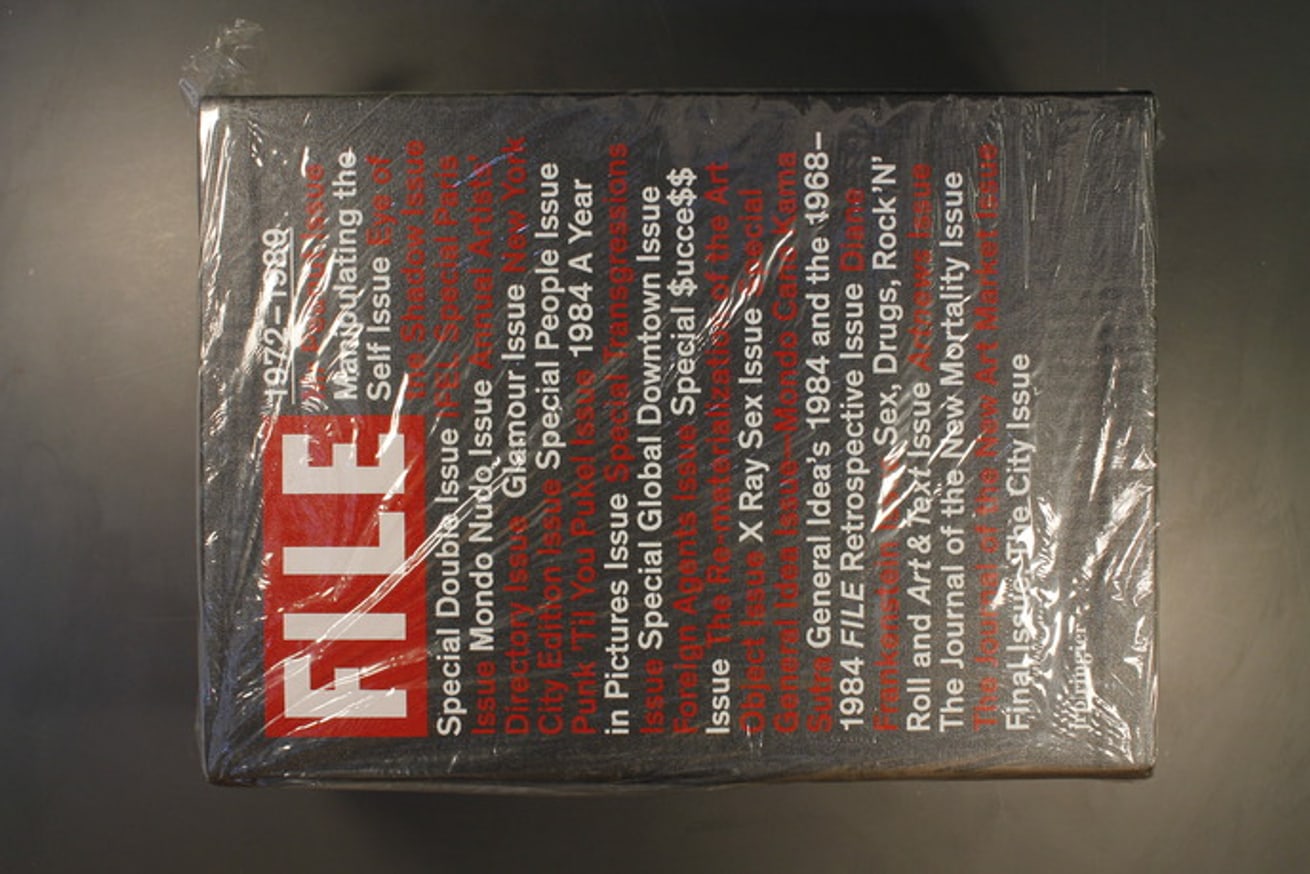 FILE
1972–1989
Issue
Manipulating the
Self Issue Eye of
the Shadow Issue
Special Double Issue IFEL Special Paris
Issue Mondo Nudo Issue Annual Artists'
Directory Issue Glamour Issue New York
City Edition Issue Special People Issue
Punk 'Til You Puke! Issue 1984 A Year
in Pictures Issue Special Transgressions
Issue Special Global Downtown Issue
Foreign Agents Issue Special $ucce$$
Issue The Re-materialization of the Art
Object Issue X Ray Sex Issue Special
General Idea Issue—Mondo Cane Kama
Sutra General Idea's 1984 and the 1968–
1984 FILE Retrospective Issue Diane
Frankenstein Issue Sex, Drugs, Rock'N'
Roll and Art & Text Issue Artnews Issue
The Journal of the New Mortality Issue
The Journal of the New Art Market Issue
Final Issue The City Issue
jrp|ringier